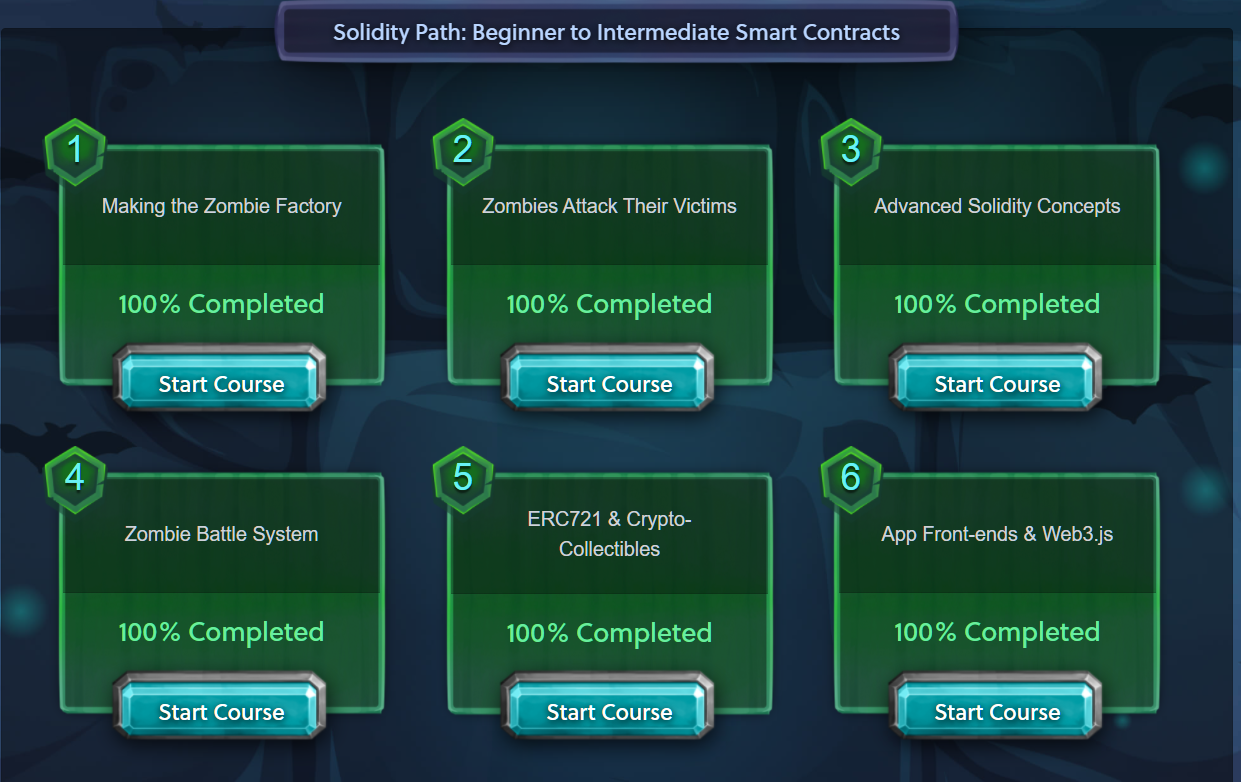 Solidity Path: Beginner to Intermediate Smart Contracts
1
Making the Zombie Factory
100% Completed
Start Course
2
Zombies Attack Their Victims
100% Completed
Start Course
3
Advanced Solidity Concepts
100% Completed
Start Course
4
Zombie Battle System
100% Completed
Start Course
5
ERC721 & Crypto-
Collectibles
100% Completed
Start Course
6
App Front-ends & Web3.js
100% Completed
Start Course